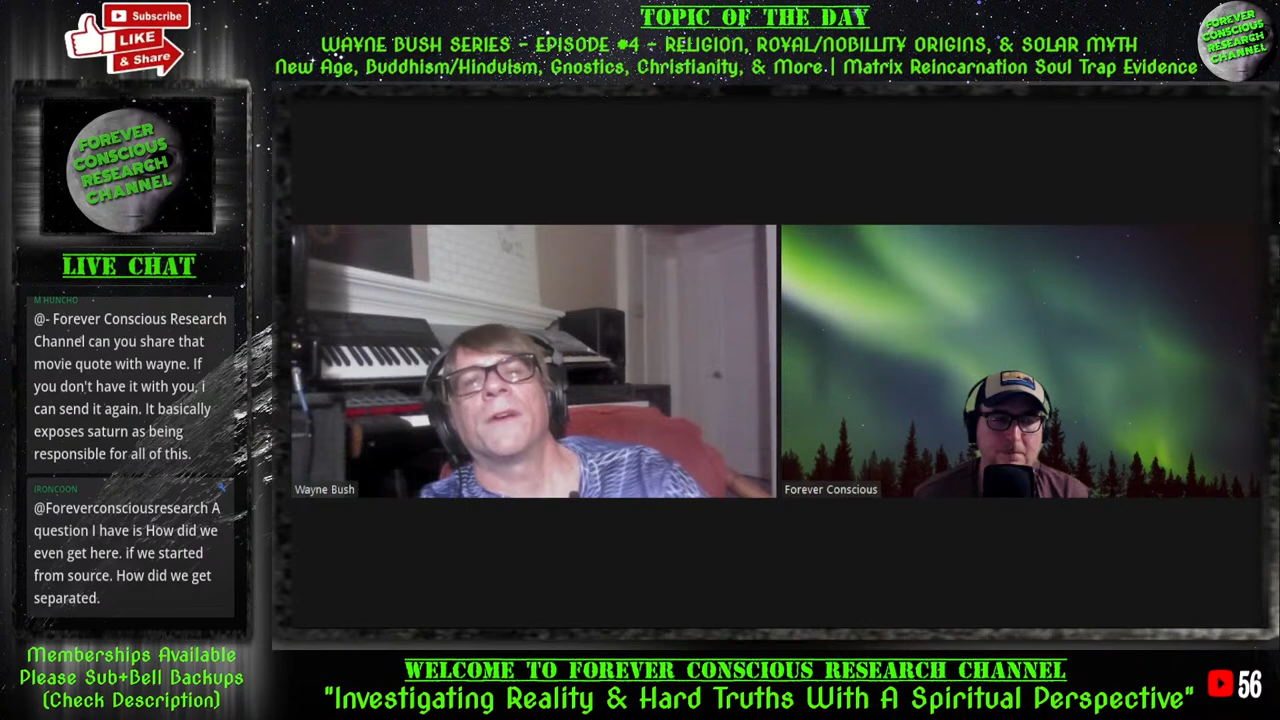 Subscribe
LIKE
& Share
TOPIC OF THE DAY
WAYNE BUSH SERIES - EPISODE #4 - RELIGION, ROYAL/NOBILLITY ORIGINS, & SOLAR MYTH
New Age, Buddhism/Hinduism, Gnostics, Christianity, & More | Matrix Reincarnation Soul Trap Evidence
FOREVER
CONSCIOUS
RESEARCH
CHANNEL
FOREVER
CONSCIOUS
RESEARCH
CHANNEL
LIVE CHAT
M HUNCHO
@- Forever Conscious Research
Channel can you share that
movie quote with wayne. If
you don't have it with you, i
can send it again. It basically
exposes saturn as being
responsible for all of this.
IRONCOON
@Foreverconsciousresearch A
question I have is How did we
even get here. if we started
from source. How did we get
separated.
Wayne Bush
Forever Conscious
Memberships Available
Please Sub+Bell Backups
(Check Description)
WELCOME TO FOREVER CONSCIOUS RESEARCH CHANNEL
"Investigating Reality & Hard Truths With A Spiritual Perspective"
56